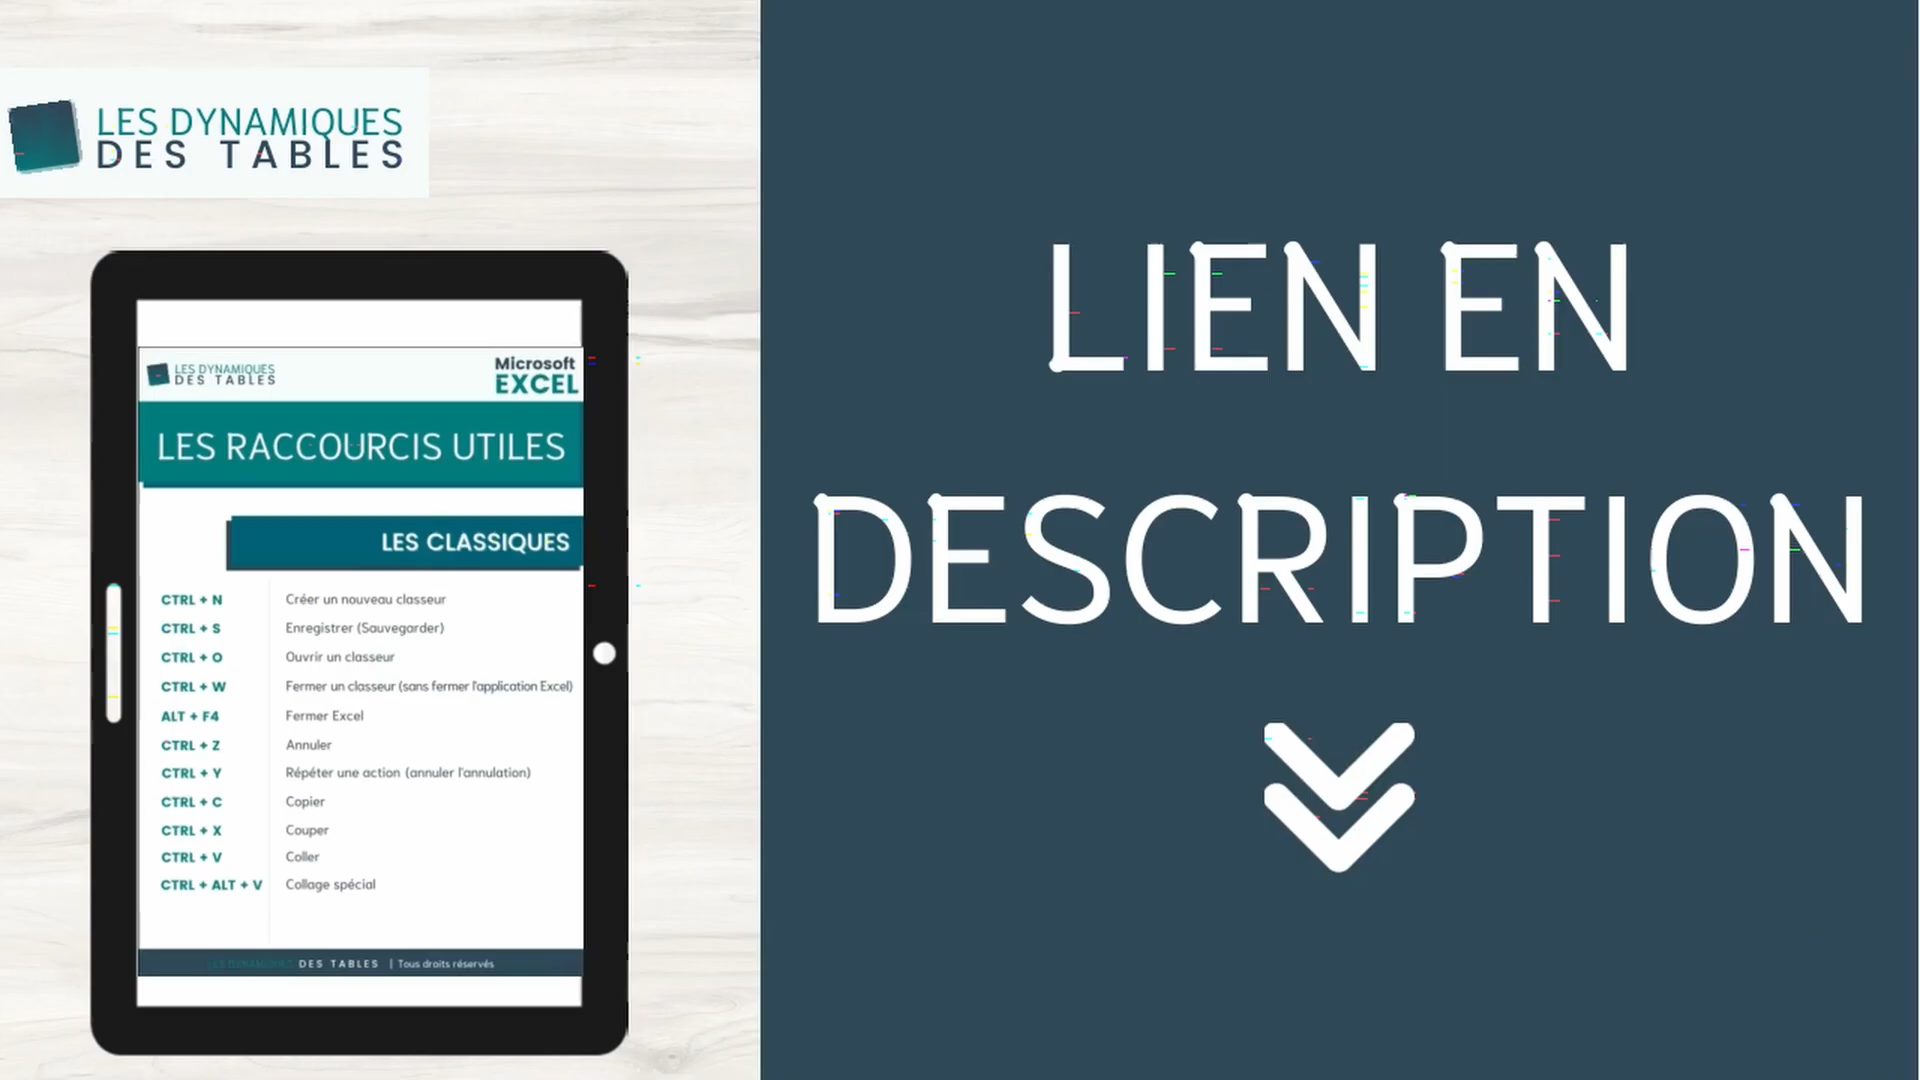 LES DYNAMIQUES
DES TABLES
LES DYNAMIQUES
DES TABLES
Microsoft
EXCEL
LES RACCOURCIS UTILES
LES CLASSIQUES
CTRL + N Créer un nouveau classeur
CTRL + S Enregistrer (Sauvegarder)
CTRL + O Ouvrir un classeur
CTRL + W Fermer un classeur (sans fermer l'application Excel)
ALT + F4 Fermer Excel
CTRL + Z Annuler
CTRL + Y Répéter une action (annuler l'annulation)
CTRL + C Copier
CTRL + X Couper
CTRL + V Coller
CTRL + ALT + V Collage spécial
LES DYNAMIQUES DES TABLES | Tous droits réservés
LIEN EN
DESCRIPTION